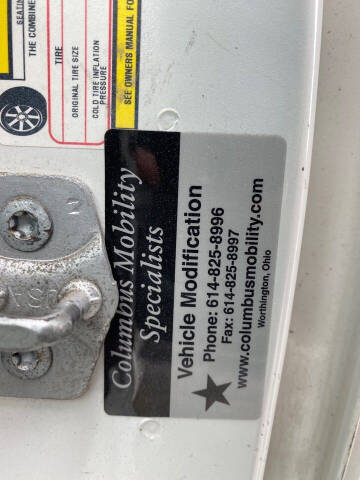 SEATIN
THE COMBINE
TIRE
ORIGINAL TIRE SIZE
COLD TIRE INFLATION
PRESSURE
SEE OWNERS MANUAL FO
Columbus Mobility
Specialists
Vehicle Modification
Phone: 614-825-8996
Fax: 614-825-8997
www.columbusmobility.com
Worthington, Ohio
N
USA